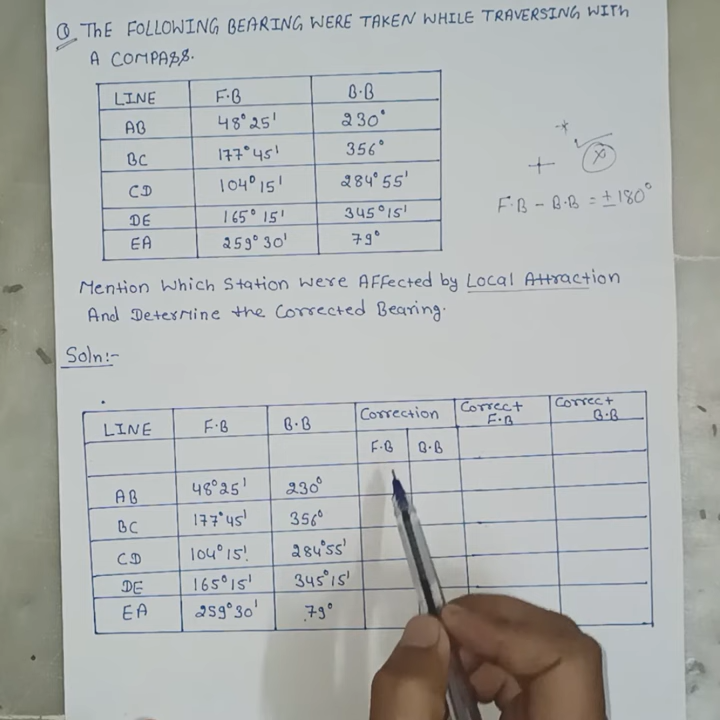 Q THE FOLLOWING BEARING WERE TAKEN WHILE TRAVERSING WITH
A COMPASS.
LINE F.B B.B
AB 48°25' 230°
BC 177°45' 356°
CD 104°15' 284°55'
DE 165°15' 345°15'
EA 259°30' 79°
F.B - B.B = ±180°
Mention Which Station Were Affected by Local Attraction
And Determine the Corrected Bearing.
Soln:-
LINE F.B B.B Correction Correct F.B Correct B.B
F.B B.B
AB 48°25' 230°
BC 177°45' 356°
CD 104°15' 284°55'
DE 165°15' 345°15'
EA 259°30' 79°